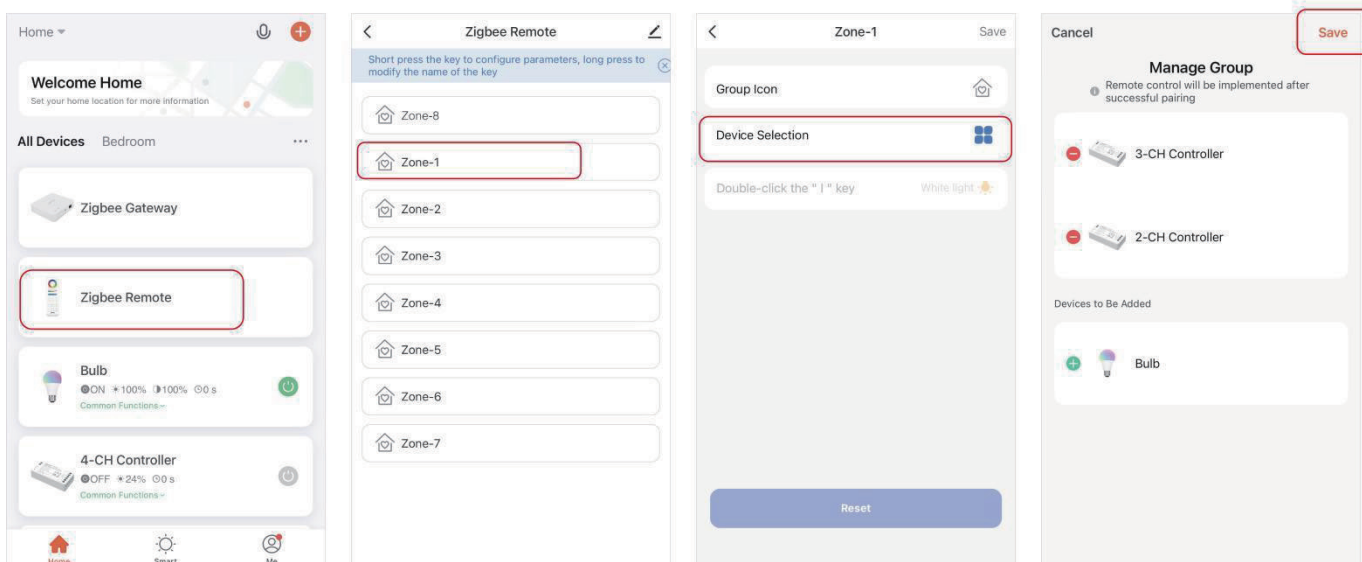 Home
Welcome Home
Set your home location for more information
All Devices Bedroom
Zigbee Gateway
Zigbee Remote
Bulb
ON 100% 100% 0 s
Common Functions
4-CH Controller
OFF 24% 0 s
Common Functions
Home Smart Me
Zigbee Remote
Short press the key to configure parameters, long press to
modify the name of the key
Zone-8
Zone-1
Zone-2
Zone-3
Zone-4
Zone-5
Zone-6
Zone-7
Zone-1 Save
Group Icon
Device Selection
Double-click the " I " key White light
Reset
Cancel Save
Manage Group
Remote control will be implemented after
successful pairing
3-CH Controller
2-CH Controller
Devices to Be Added
Bulb